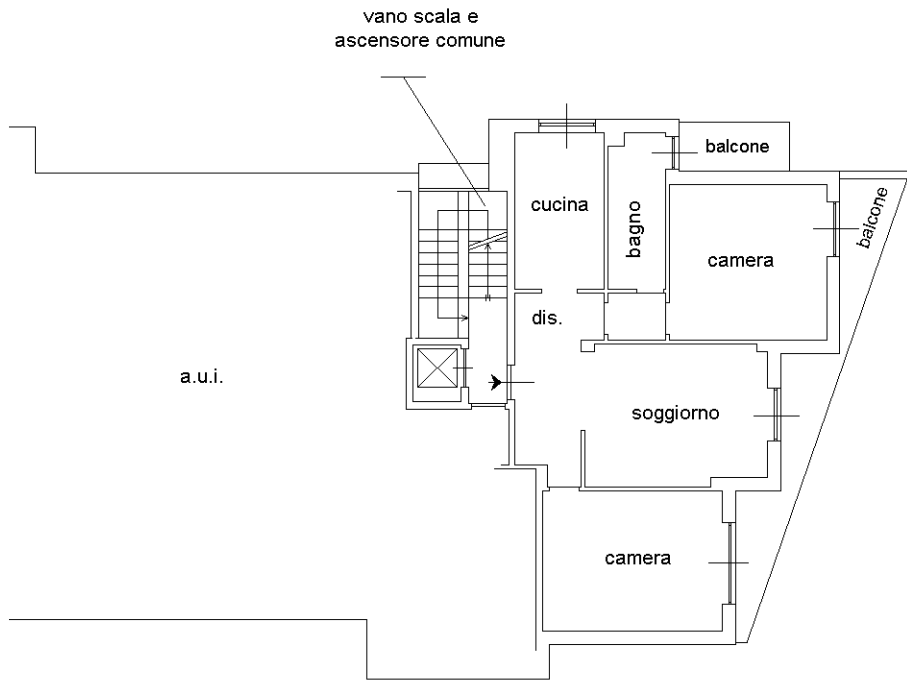 vano scala e
ascensore comune
balcone
cucina
bagno
balcone
camera
dis.
a.u.i.
soggiorno
camera